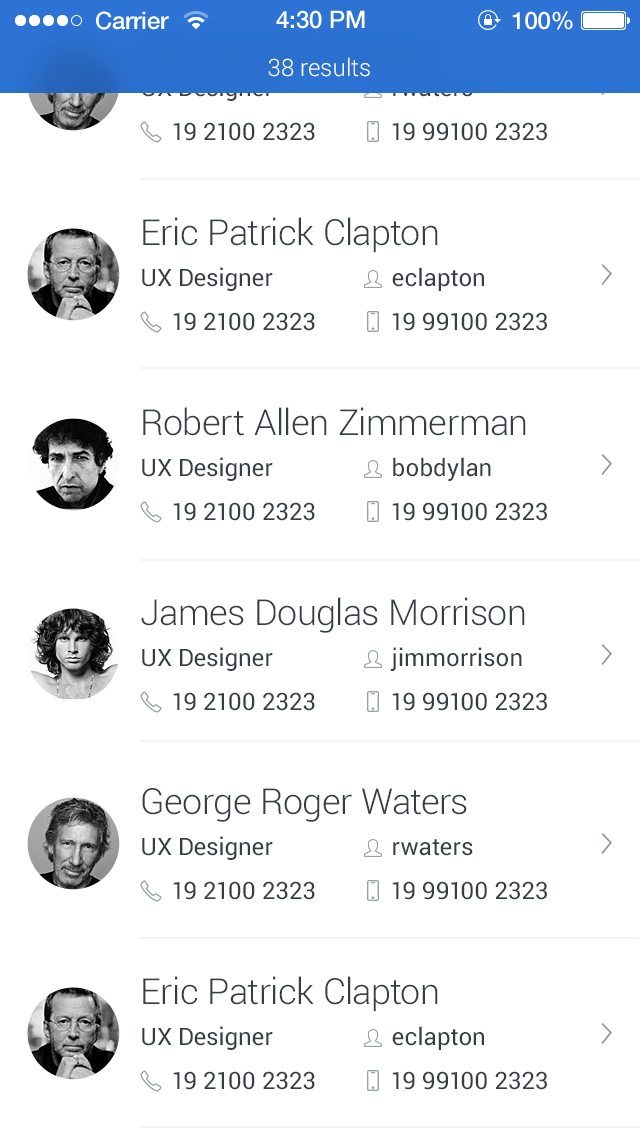 Carrier 4:30 PM 100%
38 results
UX Designer rwaters
19 2100 2323 19 99100 2323
Eric Patrick Clapton
UX Designer eclapton
19 2100 2323 19 99100 2323
Robert Allen Zimmerman
UX Designer bobdylan
19 2100 2323 19 99100 2323
James Douglas Morrison
UX Designer jimmorrison
19 2100 2323 19 99100 2323
George Roger Waters
UX Designer rwaters
19 2100 2323 19 99100 2323
Eric Patrick Clapton
UX Designer eclapton
19 2100 2323 19 99100 2323